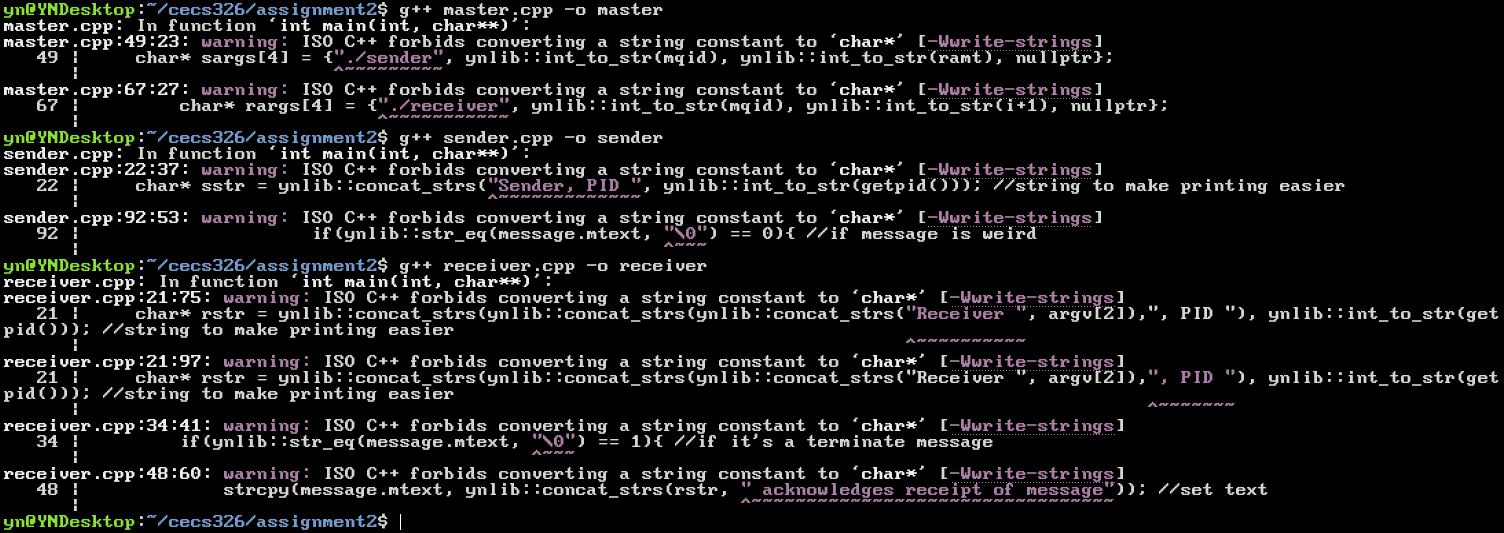 yn@YNDesktop:~/cecs326/assignment2$ g++ master.cpp -o master
master.cpp: In function ‘int main(int, char**)’:
master.cpp:49:23: warning: ISO C++ forbids converting a string constant to ‘char*’ [-Wwrite-strings]
   49 |     char* sargs[4] = {"./sender", ynlib::int_to_str(mqid), ynlib::int_to_str(ramt), nullptr};
      |                       ^~~~~~~~~~
master.cpp:67:27: warning: ISO C++ forbids converting a string constant to ‘char*’ [-Wwrite-strings]
   67 |         char* rargs[4] = {"./receiver", ynlib::int_to_str(mqid), ynlib::int_to_str(i+1), nullptr};
      |                           ^~~~~~~~~~~~
yn@YNDesktop:~/cecs326/assignment2$ g++ sender.cpp -o sender
sender.cpp: In function ‘int main(int, char**)’:
sender.cpp:22:37: warning: ISO C++ forbids converting a string constant to ‘char*’ [-Wwrite-strings]
   22 |     char* sstr = ynlib::concat_strs("Sender, PID ", ynlib::int_to_str(getpid())); //string to make printing easier
      |                                     ^~~~~~~~~~~~~~
sender.cpp:92:53: warning: ISO C++ forbids converting a string constant to ‘char*’ [-Wwrite-strings]
   92 |                     if(ynlib::str_eq(message.mtext, "\0") == 0){ //if message is weird
      |                                                     ^~~~
yn@YNDesktop:~/cecs326/assignment2$ g++ receiver.cpp -o receiver
receiver.cpp: In function ‘int main(int, char**)’:
receiver.cpp:21:75: warning: ISO C++ forbids converting a string constant to ‘char*’ [-Wwrite-strings]
   21 |     char* rstr = ynlib::concat_strs(ynlib::concat_strs(ynlib::concat_strs("Receiver ", argv[2]),", PID "), ynlib::int_to_str(get
pid())); //string to make printing easier
      |                                                                           ^~~~~~~~~~~
receiver.cpp:21:97: warning: ISO C++ forbids converting a string constant to ‘char*’ [-Wwrite-strings]
   21 |     char* rstr = ynlib::concat_strs(ynlib::concat_strs(ynlib::concat_strs("Receiver ", argv[2]),", PID "), ynlib::int_to_str(get
pid())); //string to make printing easier
      |                                                                                                 ^~~~~~~~
receiver.cpp:34:41: warning: ISO C++ forbids converting a string constant to ‘char*’ [-Wwrite-strings]
   34 |         if(ynlib::str_eq(message.mtext, "\0") == 1){ //if it's a terminate message
      |                                         ^~~~
receiver.cpp:48:60: warning: ISO C++ forbids converting a string constant to ‘char*’ [-Wwrite-strings]
   48 |             strcpy(message.mtext, ynlib::concat_strs(rstr, " acknowledges receipt of message")); //set text
      |                                                            ^~~~~~~~~~~~~~~~~~~~~~~~~~~~~~~~~~
yn@YNDesktop:~/cecs326/assignment2$